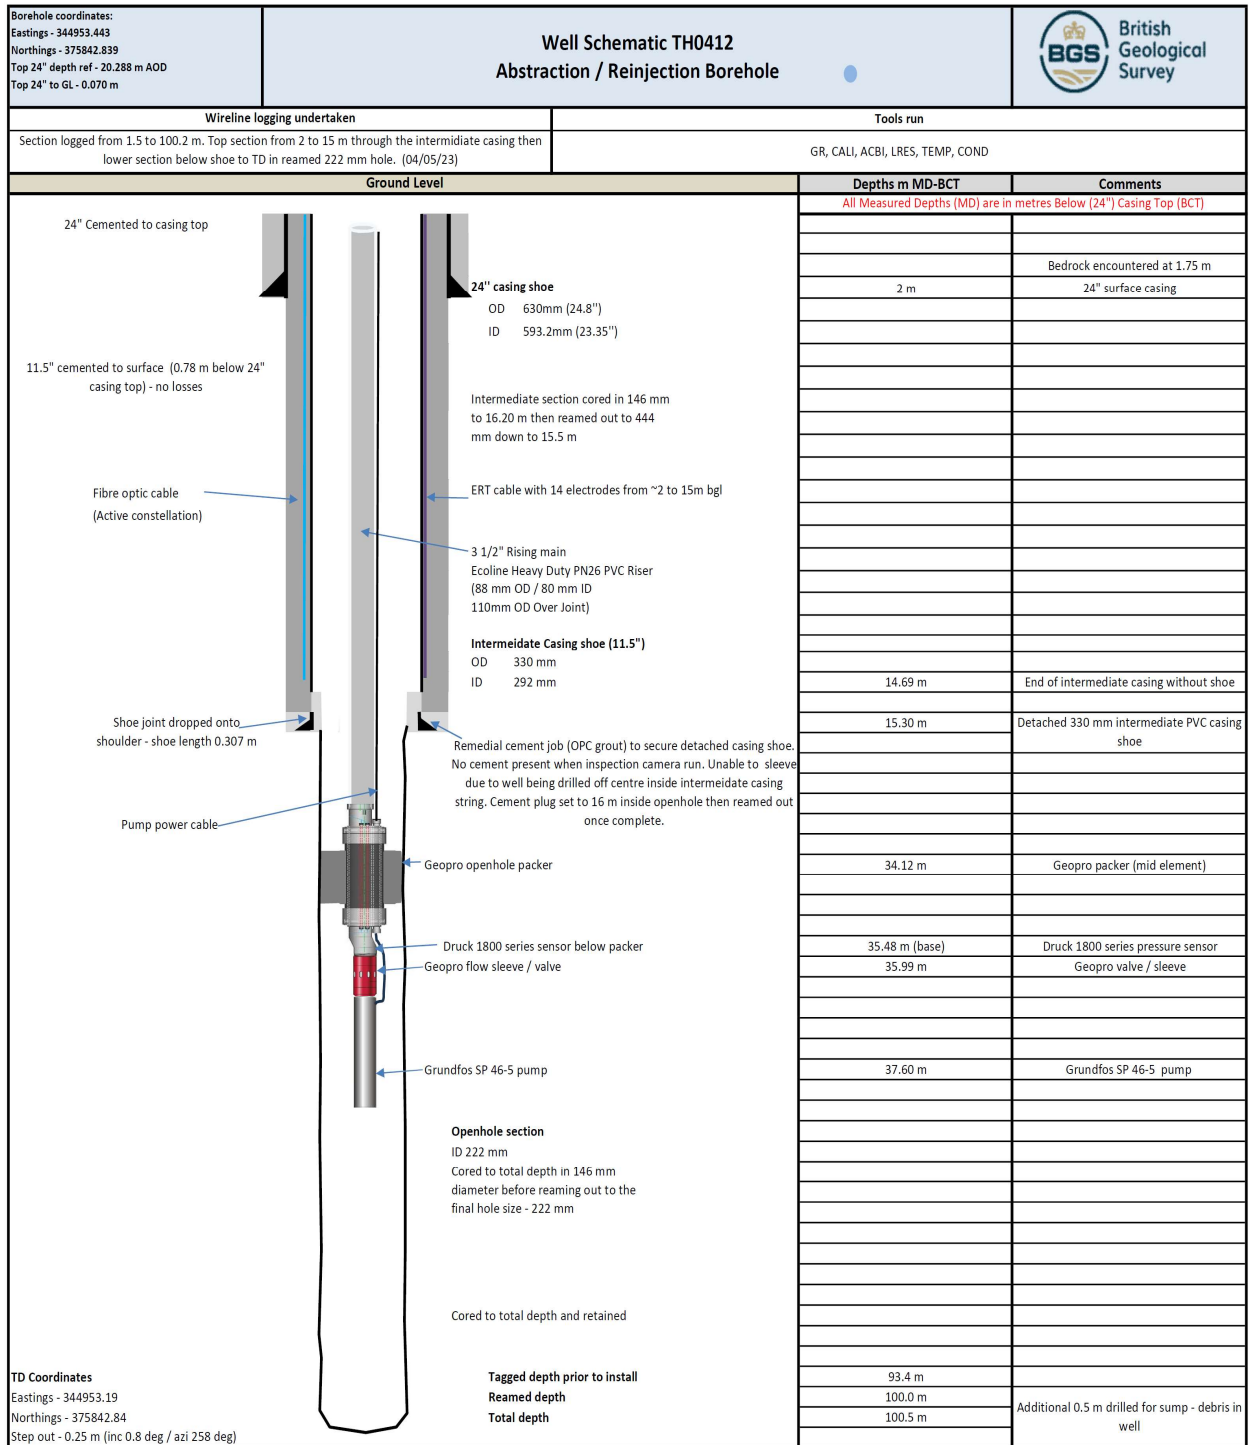 Borehole coordinates:
Eastings - 344953.443
Northings - 375842.839
Top 24" depth ref - 20.288 m AOD
Top 24" to GL - 0.070 m
Well Schematic TH0412
Abstraction / Reinjection Borehole
BGS
British
Geological
Survey
Wireline logging undertaken
Tools run
Section logged from 1.5 to 100.2 m. Top section from 2 to 15 m through the intermidiate casing then
lower section below shoe to TD in reamed 222 mm hole. (04/05/23)
GR, CALI, ACBI, LRES, TEMP, COND
Ground Level
Depths m MD-BCT
Comments
All Measured Depths (MD) are in metres Below (24") Casing Top (BCT)
24" Cemented to casing top
Bedrock encountered at 1.75 m
24'' casing shoe
2 m
24" surface casing
OD 630mm (24.8'')
ID 593.2mm (23.35'')
11.5" cemented to surface (0.78 m below 24"
casing top) - no losses
Intermediate section cored in 146 mm
to 16.20 m then reamed out to 444
mm down to 15.5 m
Fibre optic cable
(Active constellation)
ERT cable with 14 electrodes from ~2 to 15m bgl
3 1/2" Rising main
Ecoline Heavy Duty PN26 PVC Riser
(88 mm OD / 80 mm ID
110mm OD Over Joint)
Intermeidate Casing shoe (11.5")
OD 330 mm
ID 292 mm
14.69 m
End of intermediate casing without shoe
Shoe joint dropped onto
shoulder - shoe length 0.307 m
15.30 m
Detached 330 mm intermediate PVC casing
shoe
Remedial cement job (OPC grout) to secure detached casing shoe.
No cement present when inspection camera run. Unable to sleeve
due to well being drilled off centre inside intermeidate casing
string. Cement plug set to 16 m inside openhole then reamed out
once complete.
Pump power cable
Geopro openhole packer
34.12 m
Geopro packer (mid element)
Druck 1800 series sensor below packer
35.48 m (base)
Druck 1800 series pressure sensor
Geopro flow sleeve / valve
35.99 m
Geopro valve / sleeve
Grundfos SP 46-5 pump
37.60 m
Grundfos SP 46-5 pump
Openhole section
ID 222 mm
Cored to total depth in 146 mm
diameter before reaming out to the
final hole size - 222 mm
Cored to total depth and retained
TD Coordinates
Eastings - 344953.19
Northings - 375842.84
Step out - 0.25 m (inc 0.8 deg / azi 258 deg)
Tagged depth prior to install
93.4 m
Reamed depth
100.0 m
Total depth
100.5 m
Additional 0.5 m drilled for sump - debris in
well